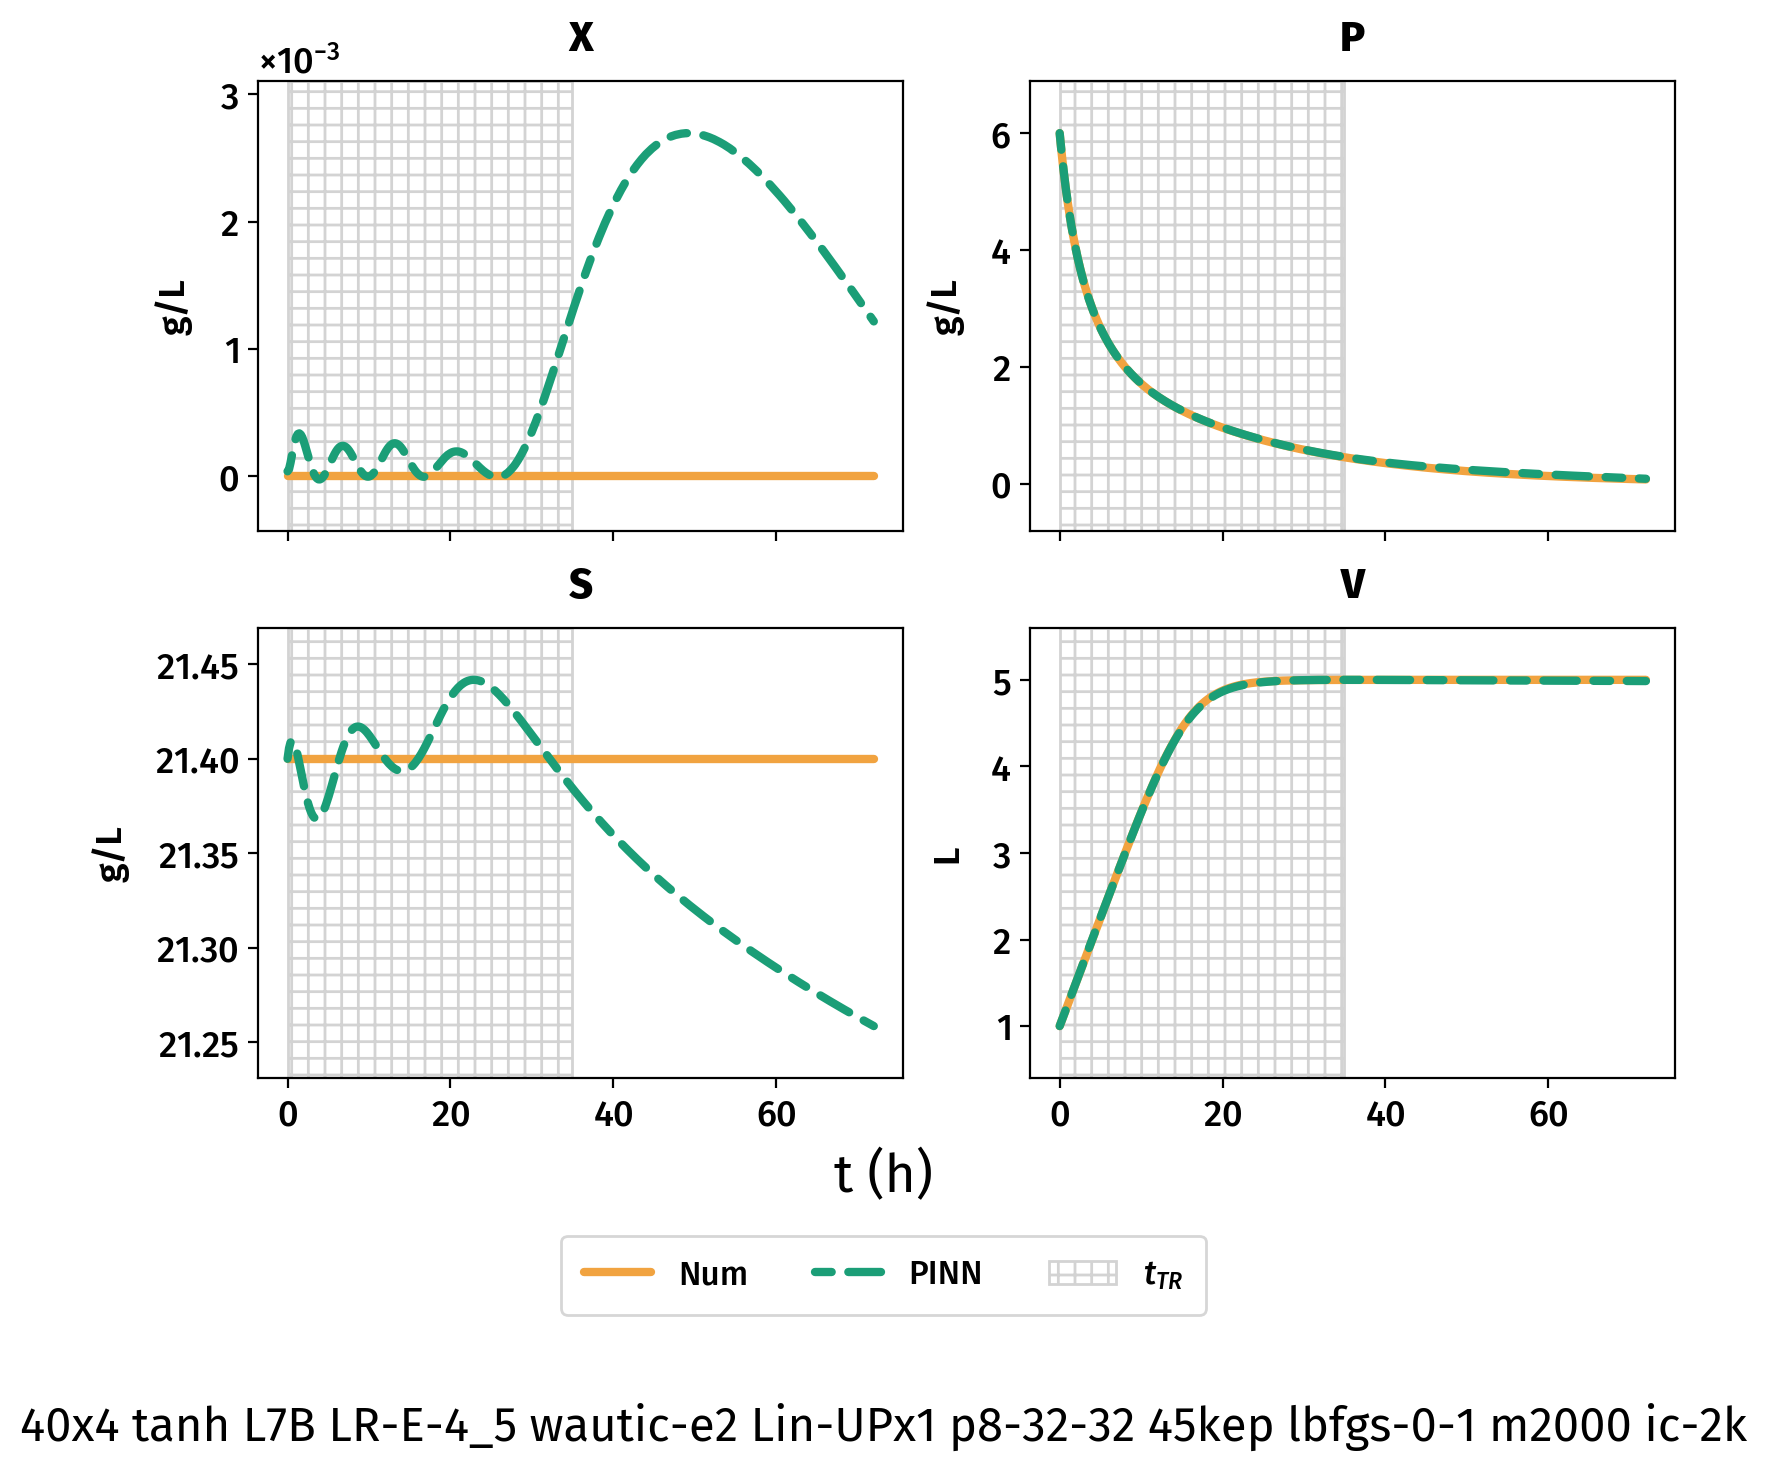 X
×10⁻³
3
2
1
0
g/L
P
6
4
2
0
g/L
S
21.45
21.40
21.35
21.30
21.25
g/L
0 20 40 60
V
5
4
3
2
1
L
0 20 40 60
t (h)
Num PINN t_TR
40x4 tanh L7B LR-E-4_5 wautic-e2 Lin-UPx1 p8-32-32 45kep lbfgs-0-1 m2000 ic-2k